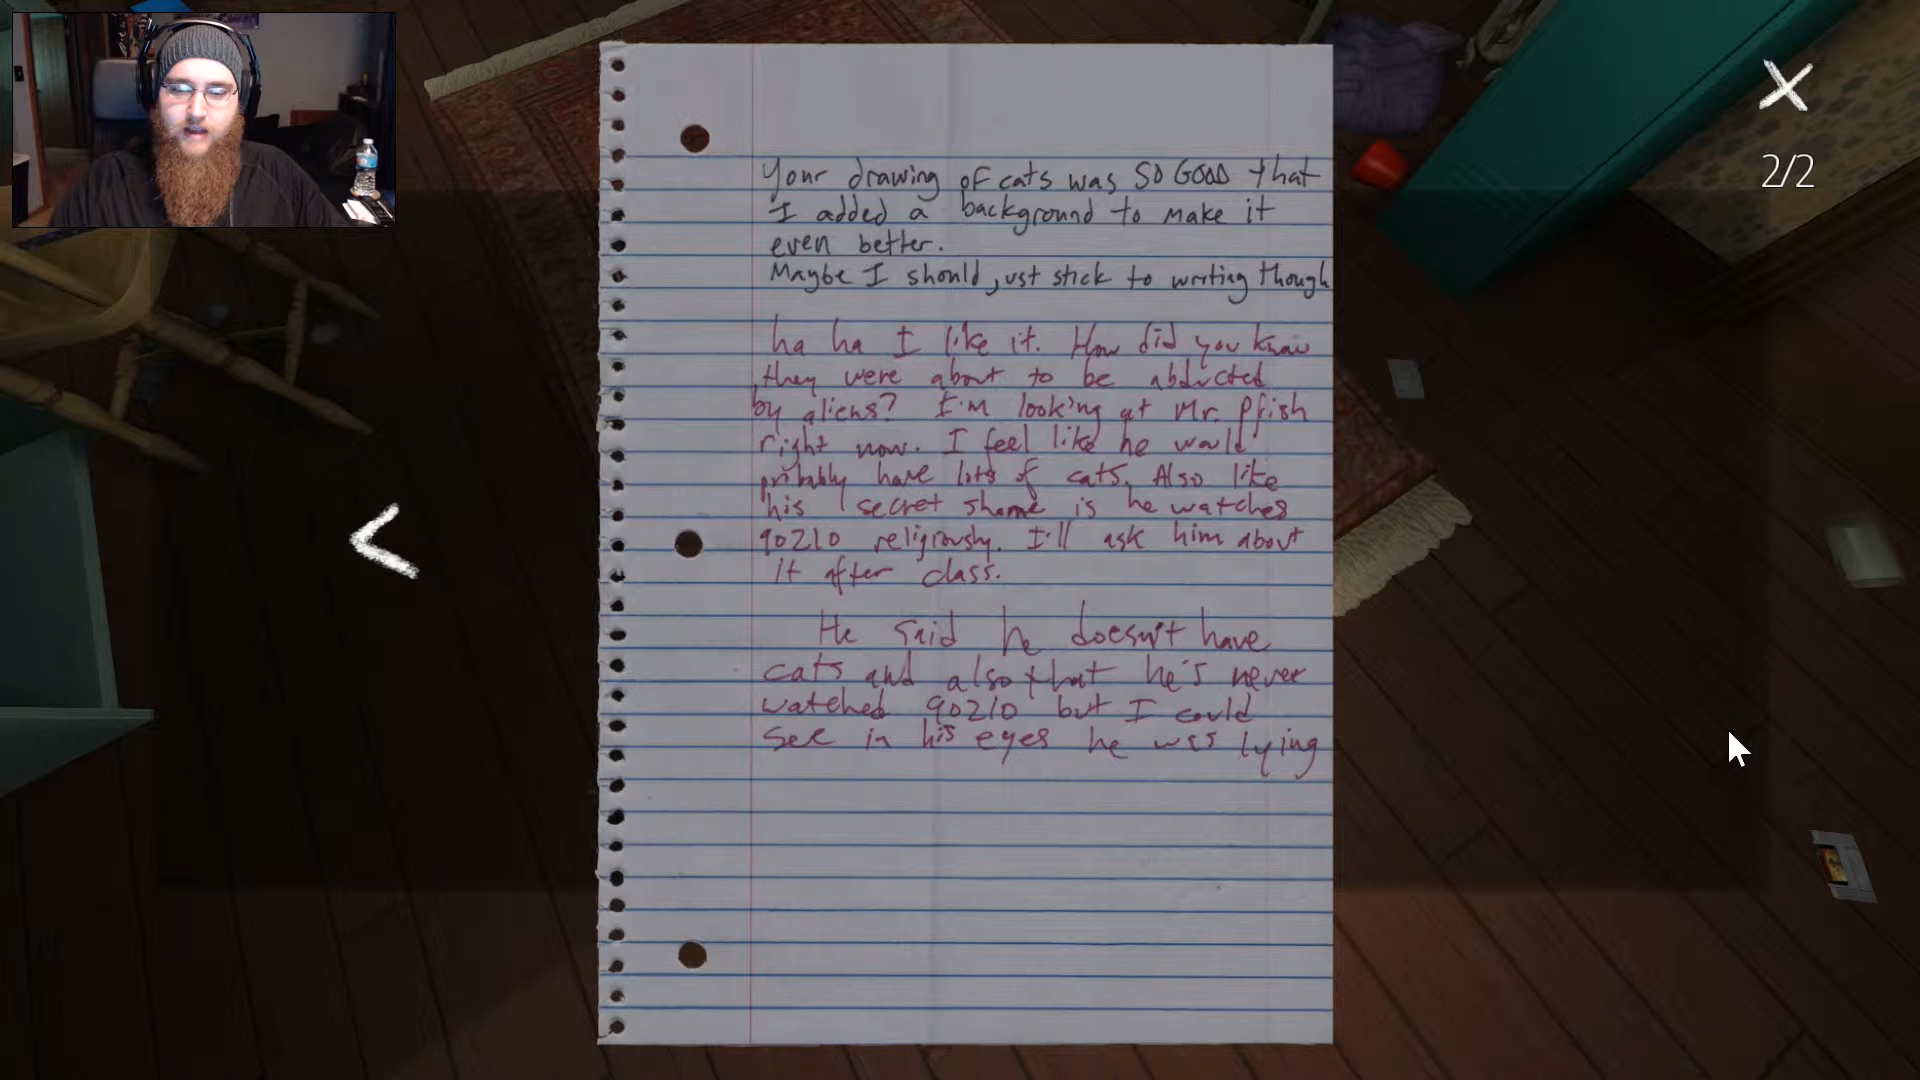 2/2
Your drawing of cats was SO GOOD that
I added a background to make it
even better.
Maybe I should just stick to writing though
ha ha I like it. How did you know
they were about to be abducted
by aliens? I'm looking at Mr. Pfish
right now. I feel like he would
probably have lots of cats. Also like
his secret shame is he watches
90210 religiously. I'll ask him about
it after class.
He said he doesn't have
cats and also that he's never
watched 90210 but I could
see in his eyes he was lying